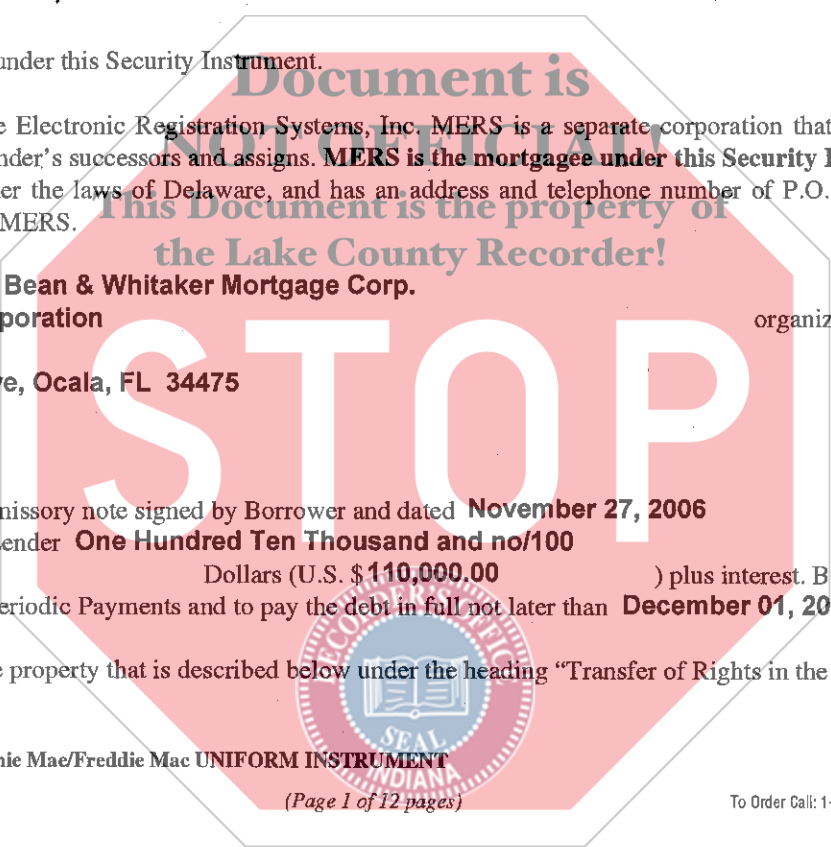 under this Security Instrument.
Document is
e Electronic Registration Systems, Inc. MERS is a separate corporation that
NOT OFFICIAL!
nder's successors and assigns. MERS is the mortgagee under this Security I
er the laws of Delaware, and has an address and telephone number of P.O.
This Document is the property of
MERS.
the Lake County Recorder!
Bean & Whitaker Mortgage Corp.
poration organiz
STOP
e, Ocala, FL 34475
nissory note signed by Borrower and dated November 27, 2006
ender One Hundred Ten Thousand and no/100
Dollars (U.S. $ 110,000.00 ) plus interest. B
eriodic Payments and to pay the debt in full not later than December 01, 20
RECORDER'S OFFICE
e property that is described below under the heading “Transfer of Rights in the
SEAL
nie Mae/Freddie Mac UNIFORM INSTRUMENT
INDIANA
(Page 1 of 12 pages) To Order Call: 1-